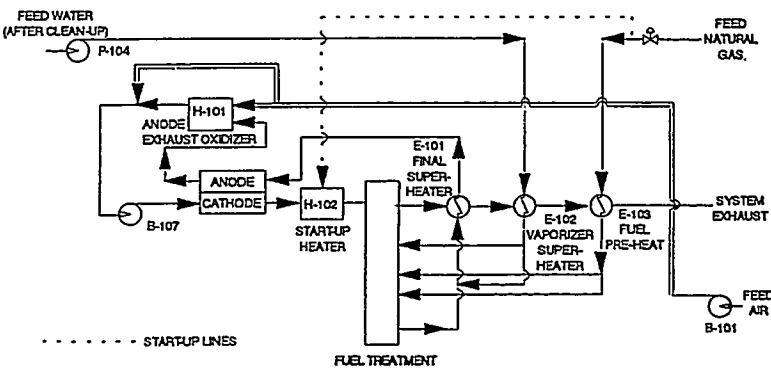 FEED WATER
(AFTER CLEAN-UP)
P-104
FEED
NATURAL
GAS.
H-101
ANODE
EXHAUST OXIDIZER
E-101
FINAL
SUPER-
HEATER
ANODE
CATHODE
H-102
START-UP
HEATER
B-107
E-102
VAPORIZER
SUPER-
HEATER
E-103
FUEL
PRE-HEAT
SYSTEM
EXHAUST
FEED
AIR
B-101
START-UP LINES
FUEL TREATMENT